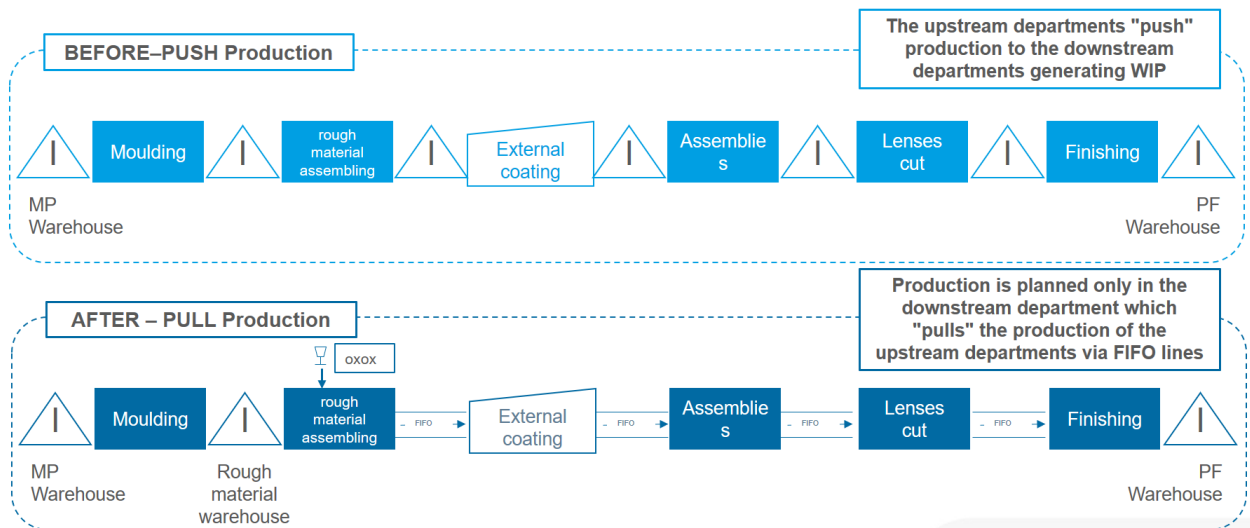 BEFORE–PUSH Production
The upstream departments "push"
production to the downstream
departments generating WIP
I
Moulding
I
rough
material
assembling
I
External
coating
I
Assemblie
s
I
Lenses
cut
I
Finishing
I
MP
Warehouse
PF
Warehouse
AFTER – PULL Production
Production is planned only in the
downstream department which
"pulls" the production of the
upstream departments via FIFO lines
oxox
I
Moulding
I
rough
material
assembling
FIFO
External
coating
FIFO
Assemblie
s
FIFO
Lenses
cut
FIFO
Finishing
I
MP
Warehouse
Rough
material
warehouse
PF
Warehouse